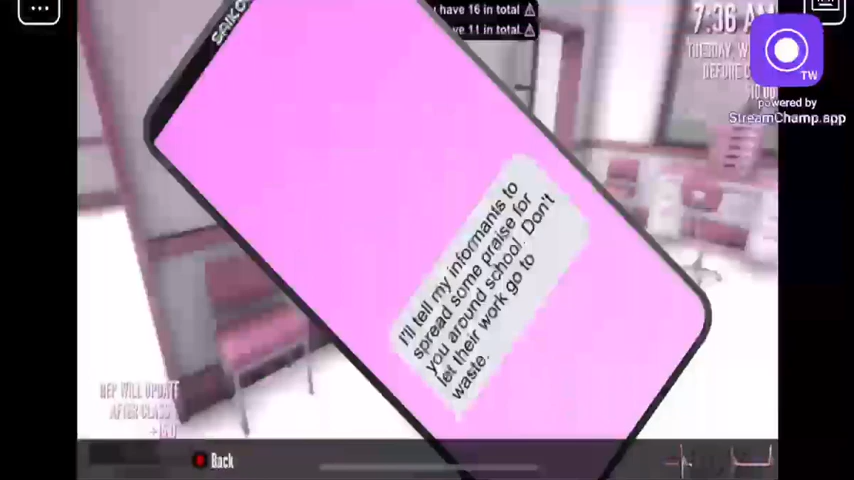 have 16 in total.
ve 11 in total.
7:36 AM
TUESDAY, W
BEFORE C
TW
powered by
StreamChamp.app
SAIKO
I'll tell my informants to
spread some praise for
you around school. Don't
let their work go to
waste.
REP WILL UPDATE
AFTER CLASS
Back